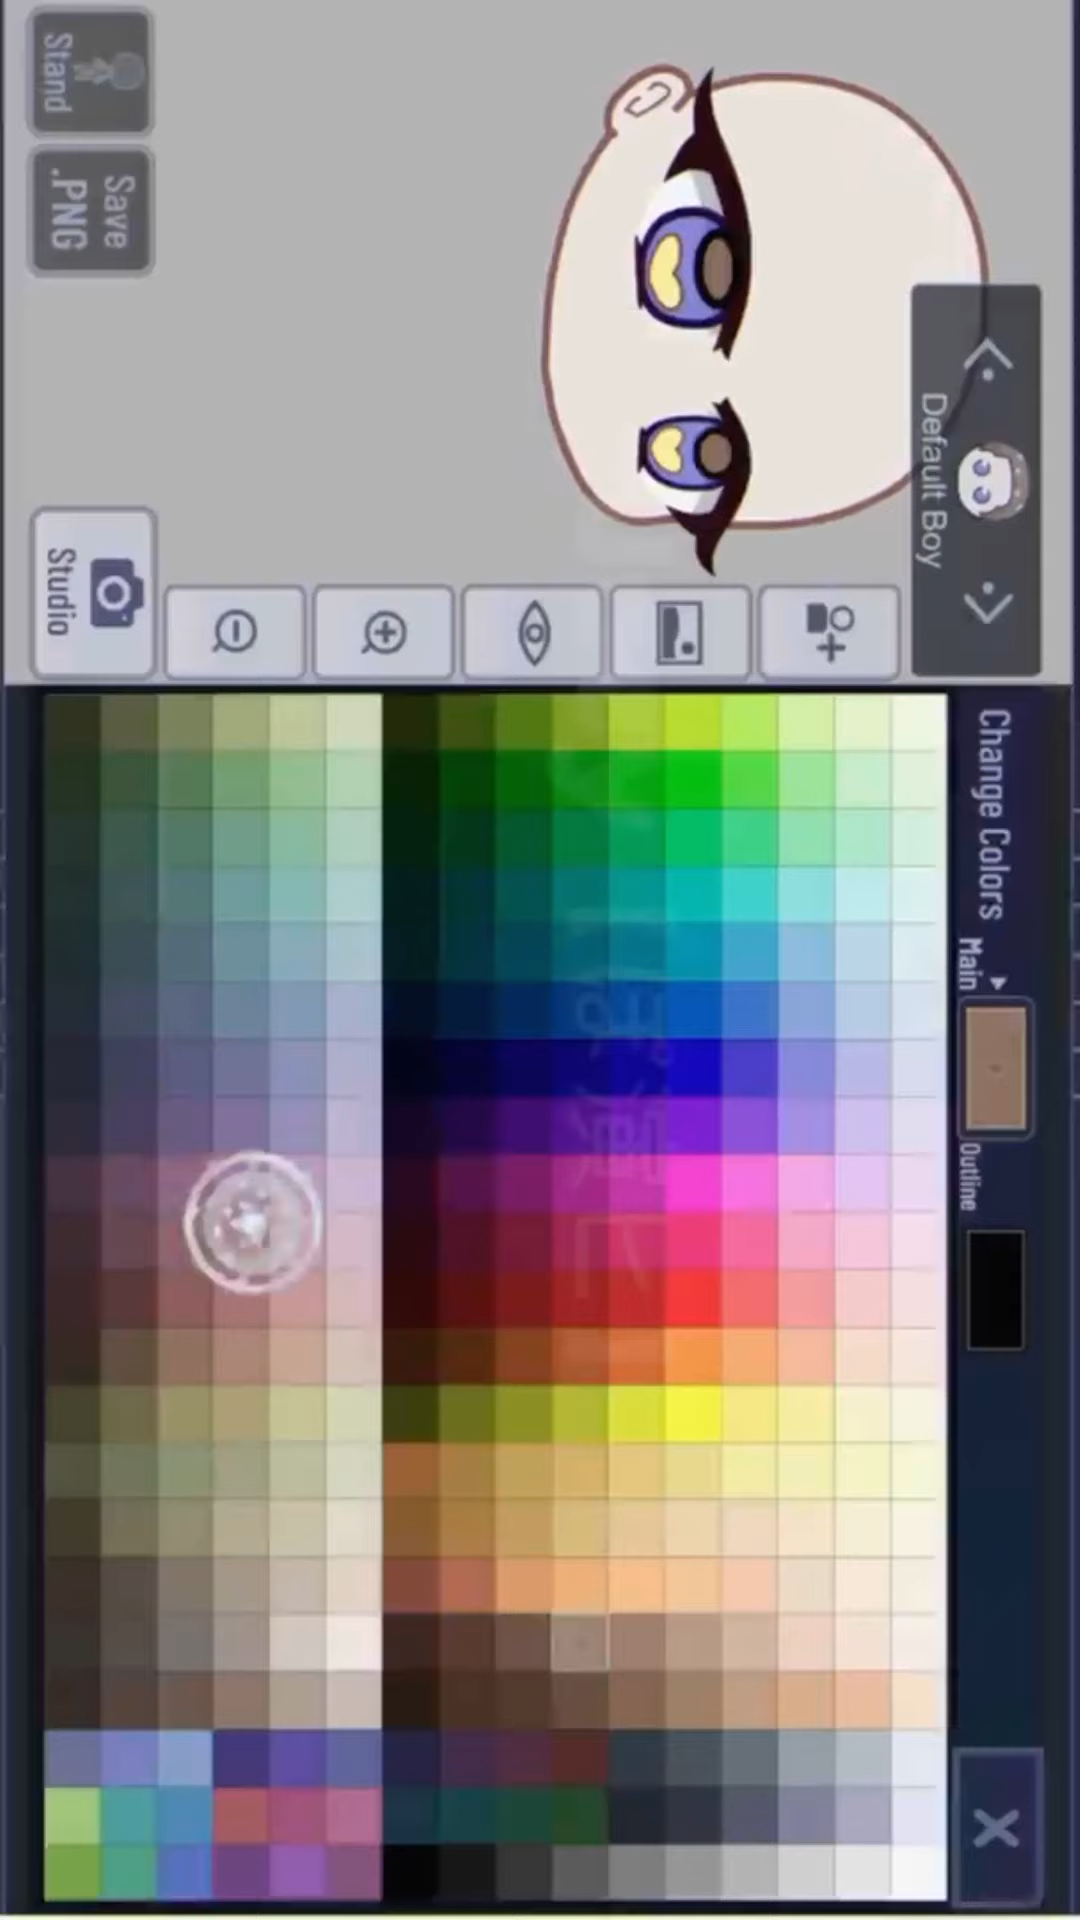 Default Boy
Stand
Save
.PNG
Studio
Change Colors
Main
Outline
X